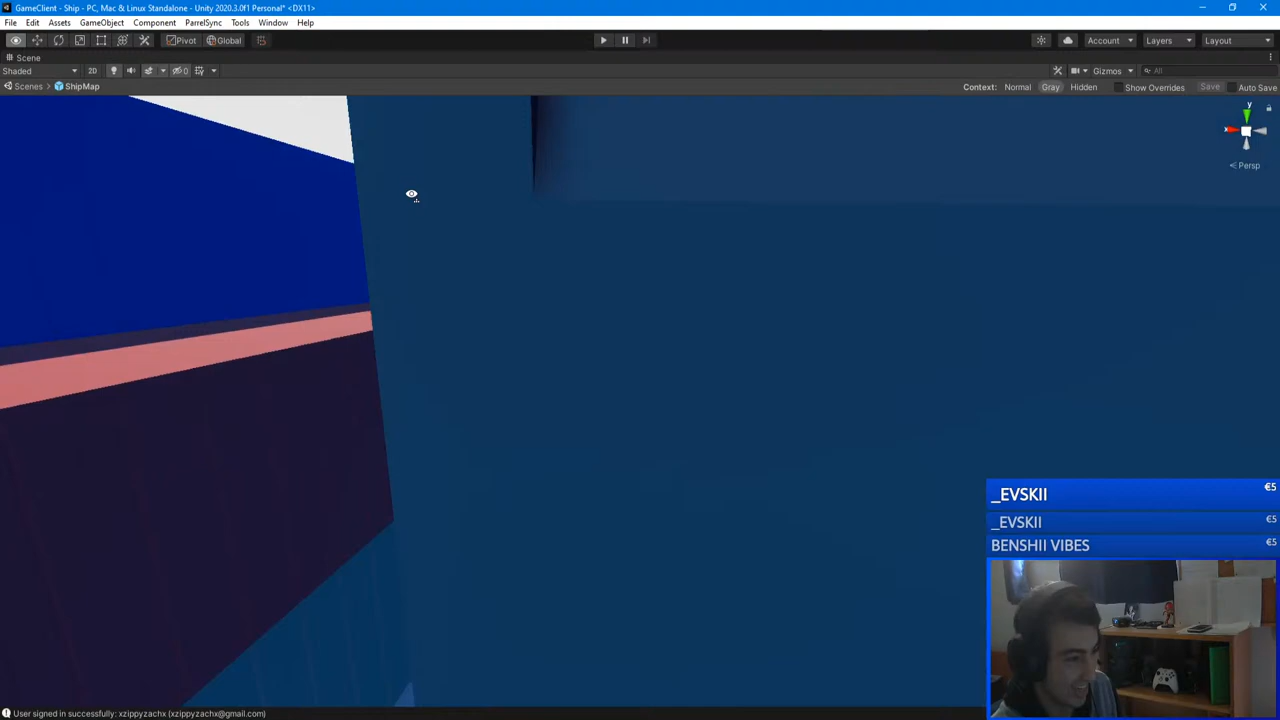 GameClient - Ship - PC, Mac & Linux Standalone - Unity 2020.3.0f1 Personal* <DX11>
File Edit Assets GameObject Component ParrelSync Tools Window Help
Pivot Global Account Layers Layout
Scene
Shaded 2D 0 Gizmos All
Scenes ShipMap Context: Normal Gray Hidden Show Overrides Save Auto Save
y
x
Persp
_EVSKII €5
_EVSKII €5
BENSHII VIBES €5
User signed in successfully: xzippyzachx (xzippyzachx@gmail.com)